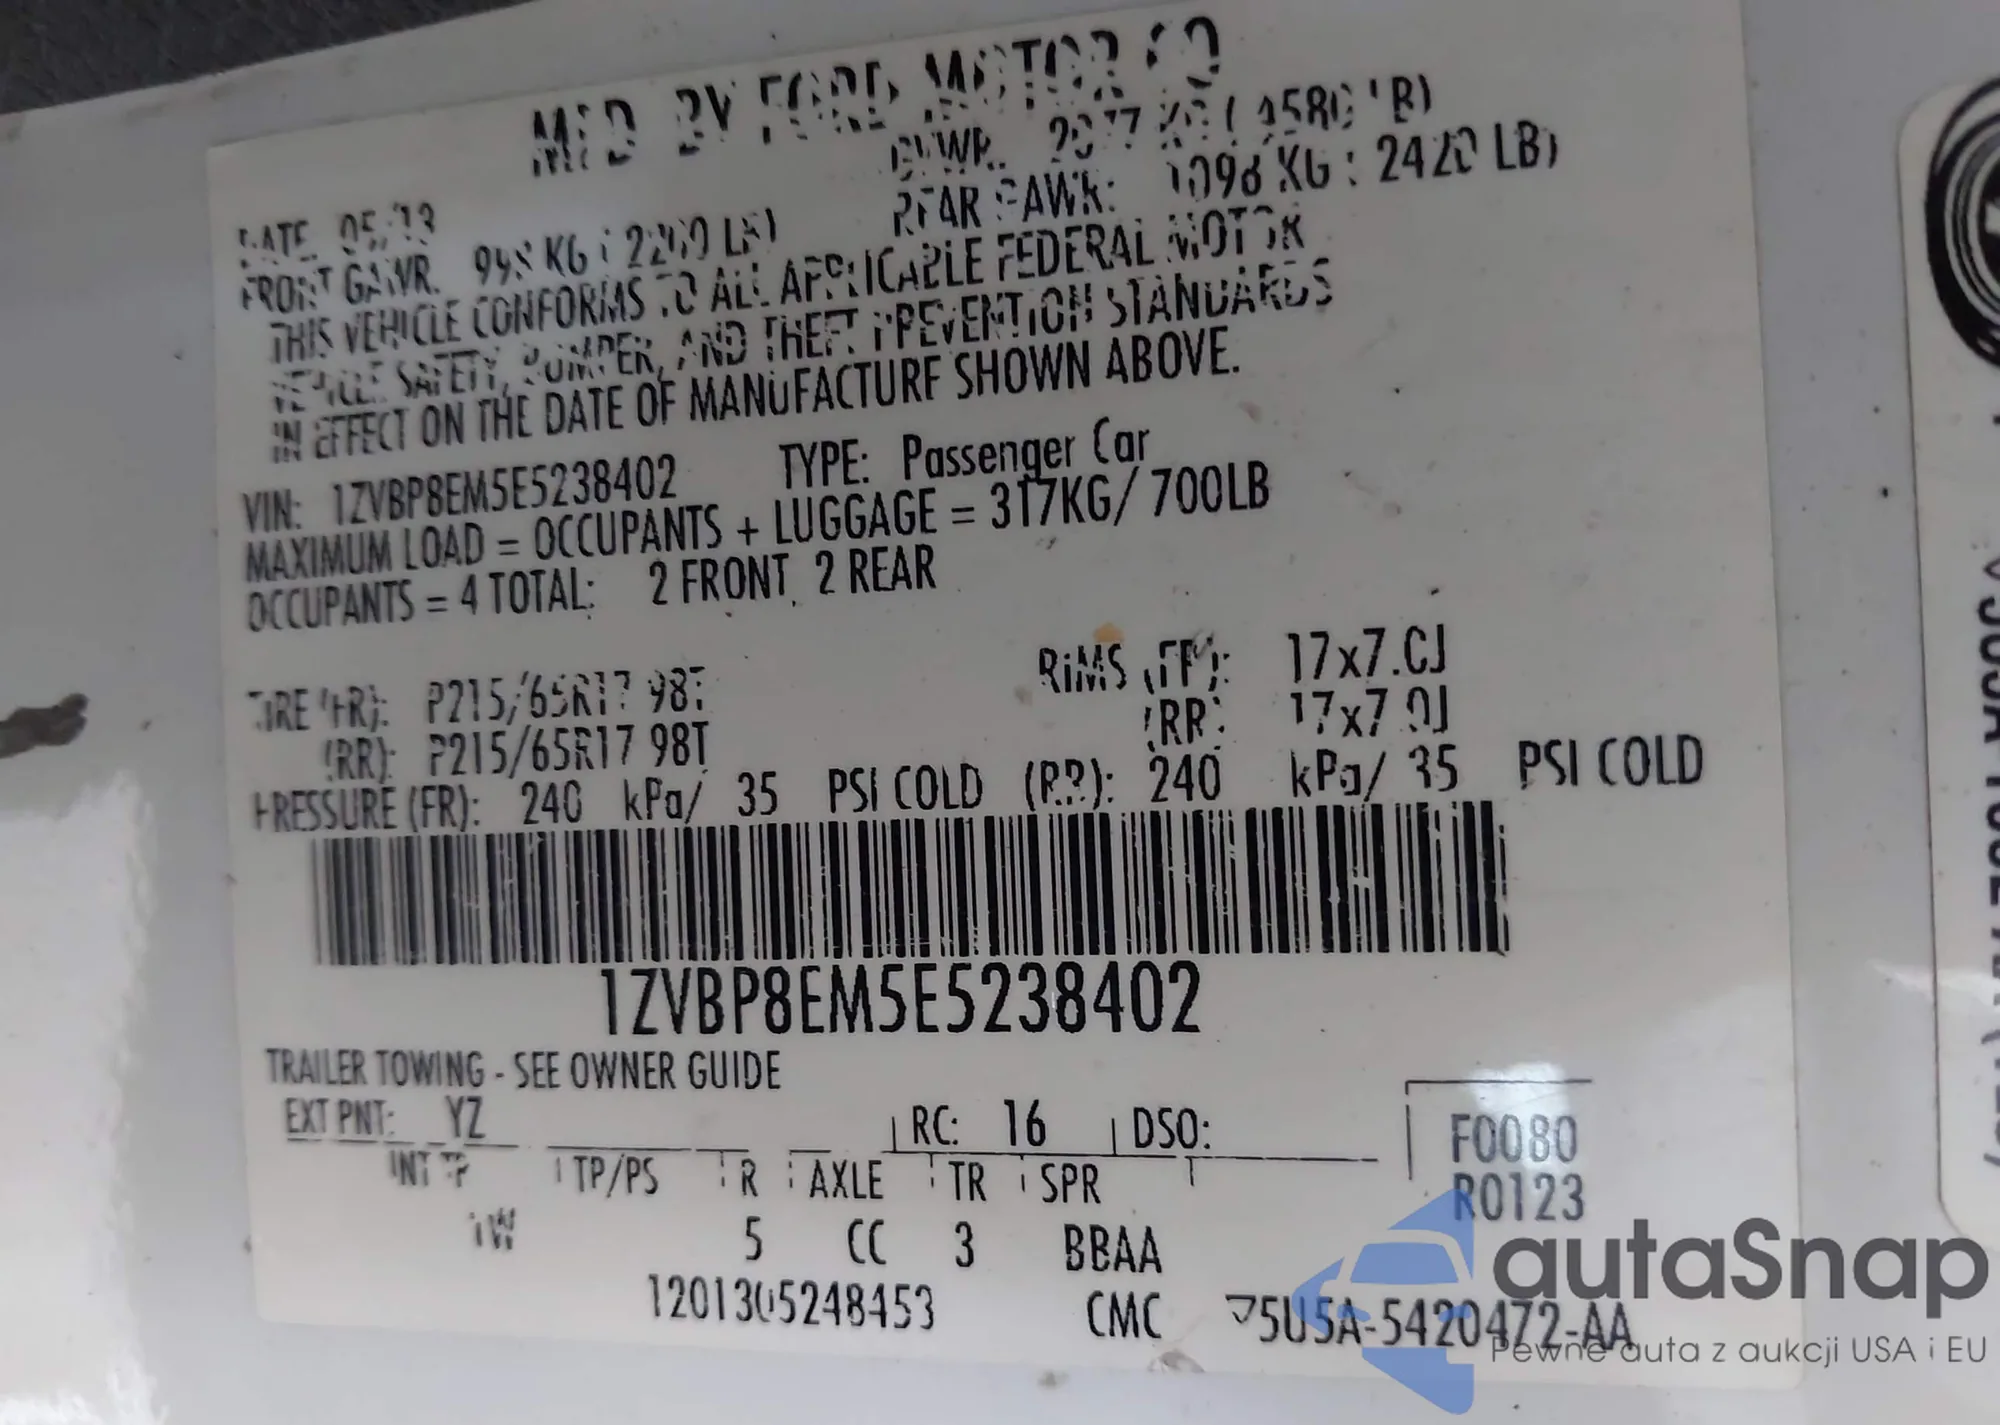 MFD BY FORD MOTOR CO
DATE 05/13 GVWR
FRONT GAWR: KG LB) REAR GAWR: KG : 2420 LB)
THIS VEHICLE CONFORMS TO ALL APPLICABLE FEDERAL MOTOR
VEHICLE SAFETY, BUMPER, AND THEFT PREVENTION STANDARDS
IN EFFECT ON THE DATE OF MANUFACTURE SHOWN ABOVE.
VIN: 1ZVBP8EM5E5238402 TYPE: Passenger Car
MAXIMUM LOAD = OCCUPANTS + LUGGAGE = 317KG/ 700LB
OCCUPANTS = 4 TOTAL: 2 FRONT, 2 REAR
TIRE (FR): P215/65R17 98T RIMS (FR): 17x7.0J
(RR): P215/65R17 98T (RR): 17x7.0J
PRESSURE (FR): 240 kPa/ 35 PSI COLD (RR): 240 kPa/ 35 PSI COLD
1ZVBP8EM5E5238402
TRAILER TOWING - SEE OWNER GUIDE
EXT PNT: YZ RC: 16 DSO: F0080
INT TR TP/PS R AXLE TR SPR R0123
5 CC 3 BBAA
1201305248453 CMC 5U5A-5420472-AA
autaSnap
Pewne auta z aukcji USA i EU